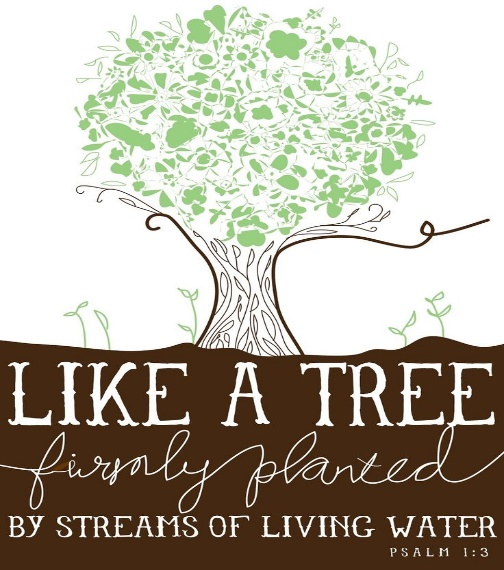 LIKE A TREE
firmly planted
BY STREAMS OF LIVING WATER
PSALM 1:3